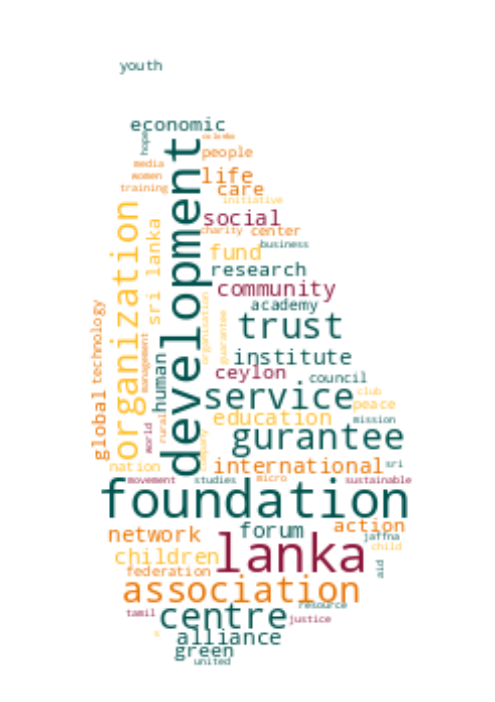 youth
economic
colombo
hope
people
media
women
life
training
care
initiative
development
organization
social
charity
center
sri lanka
business
fund
research
community
organisation
academy
global
technology
guarantee
trust
management
human
institute
ceylon
council
service
club
peace
rural
world
education
mission
gurantee
company
nation
international
sri
movement
studies
micro
sustainable
foundation
action
network
forum
jaffna
lanka
children
child
federation
aid
association
resource
tamil
centre
justice
s
alliance
green
united